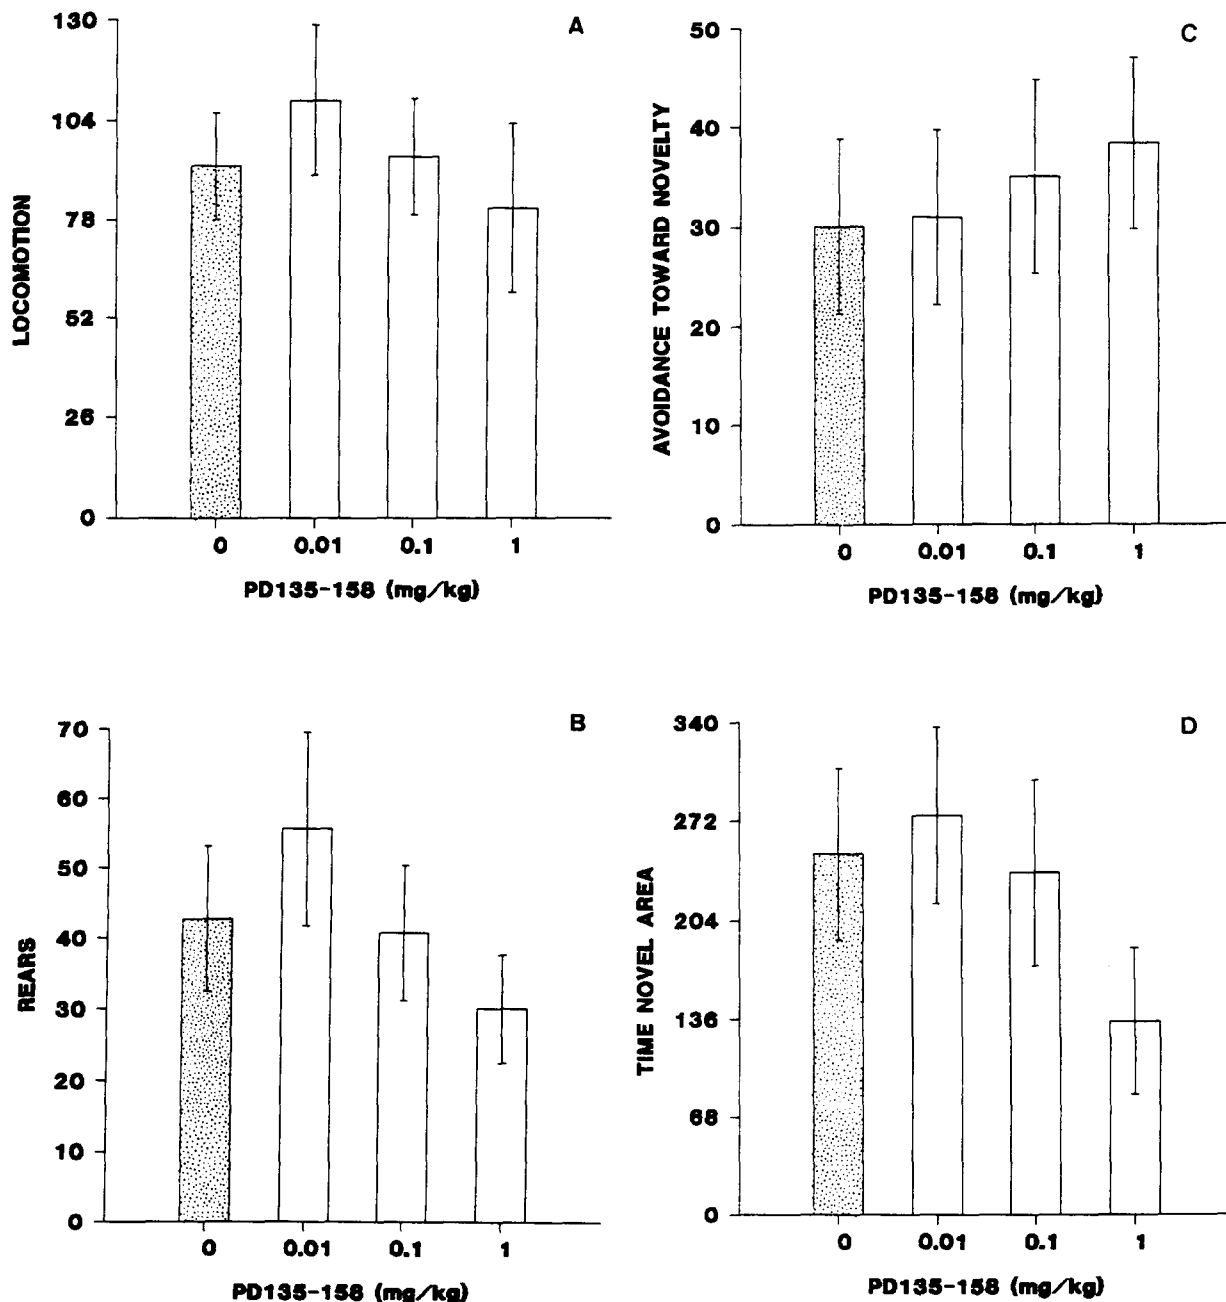 A
LOCOMOTION
130
104
78
52
26
0
0 0.01 0.1 1
PD135-158 (mg/kg)
C
AVOIDANCE TOWARD NOVELTY
50
40
30
20
10
0
0 0.01 0.1 1
PD135-158 (mg/kg)
B
REARS
70
60
50
40
30
20
10
0
0 0.01 0.1 1
PD135-158 (mg/kg)
D
TIME NOVEL AREA
340
272
204
136
68
0
0 0.01 0.1 1
PD135-158 (mg/kg)